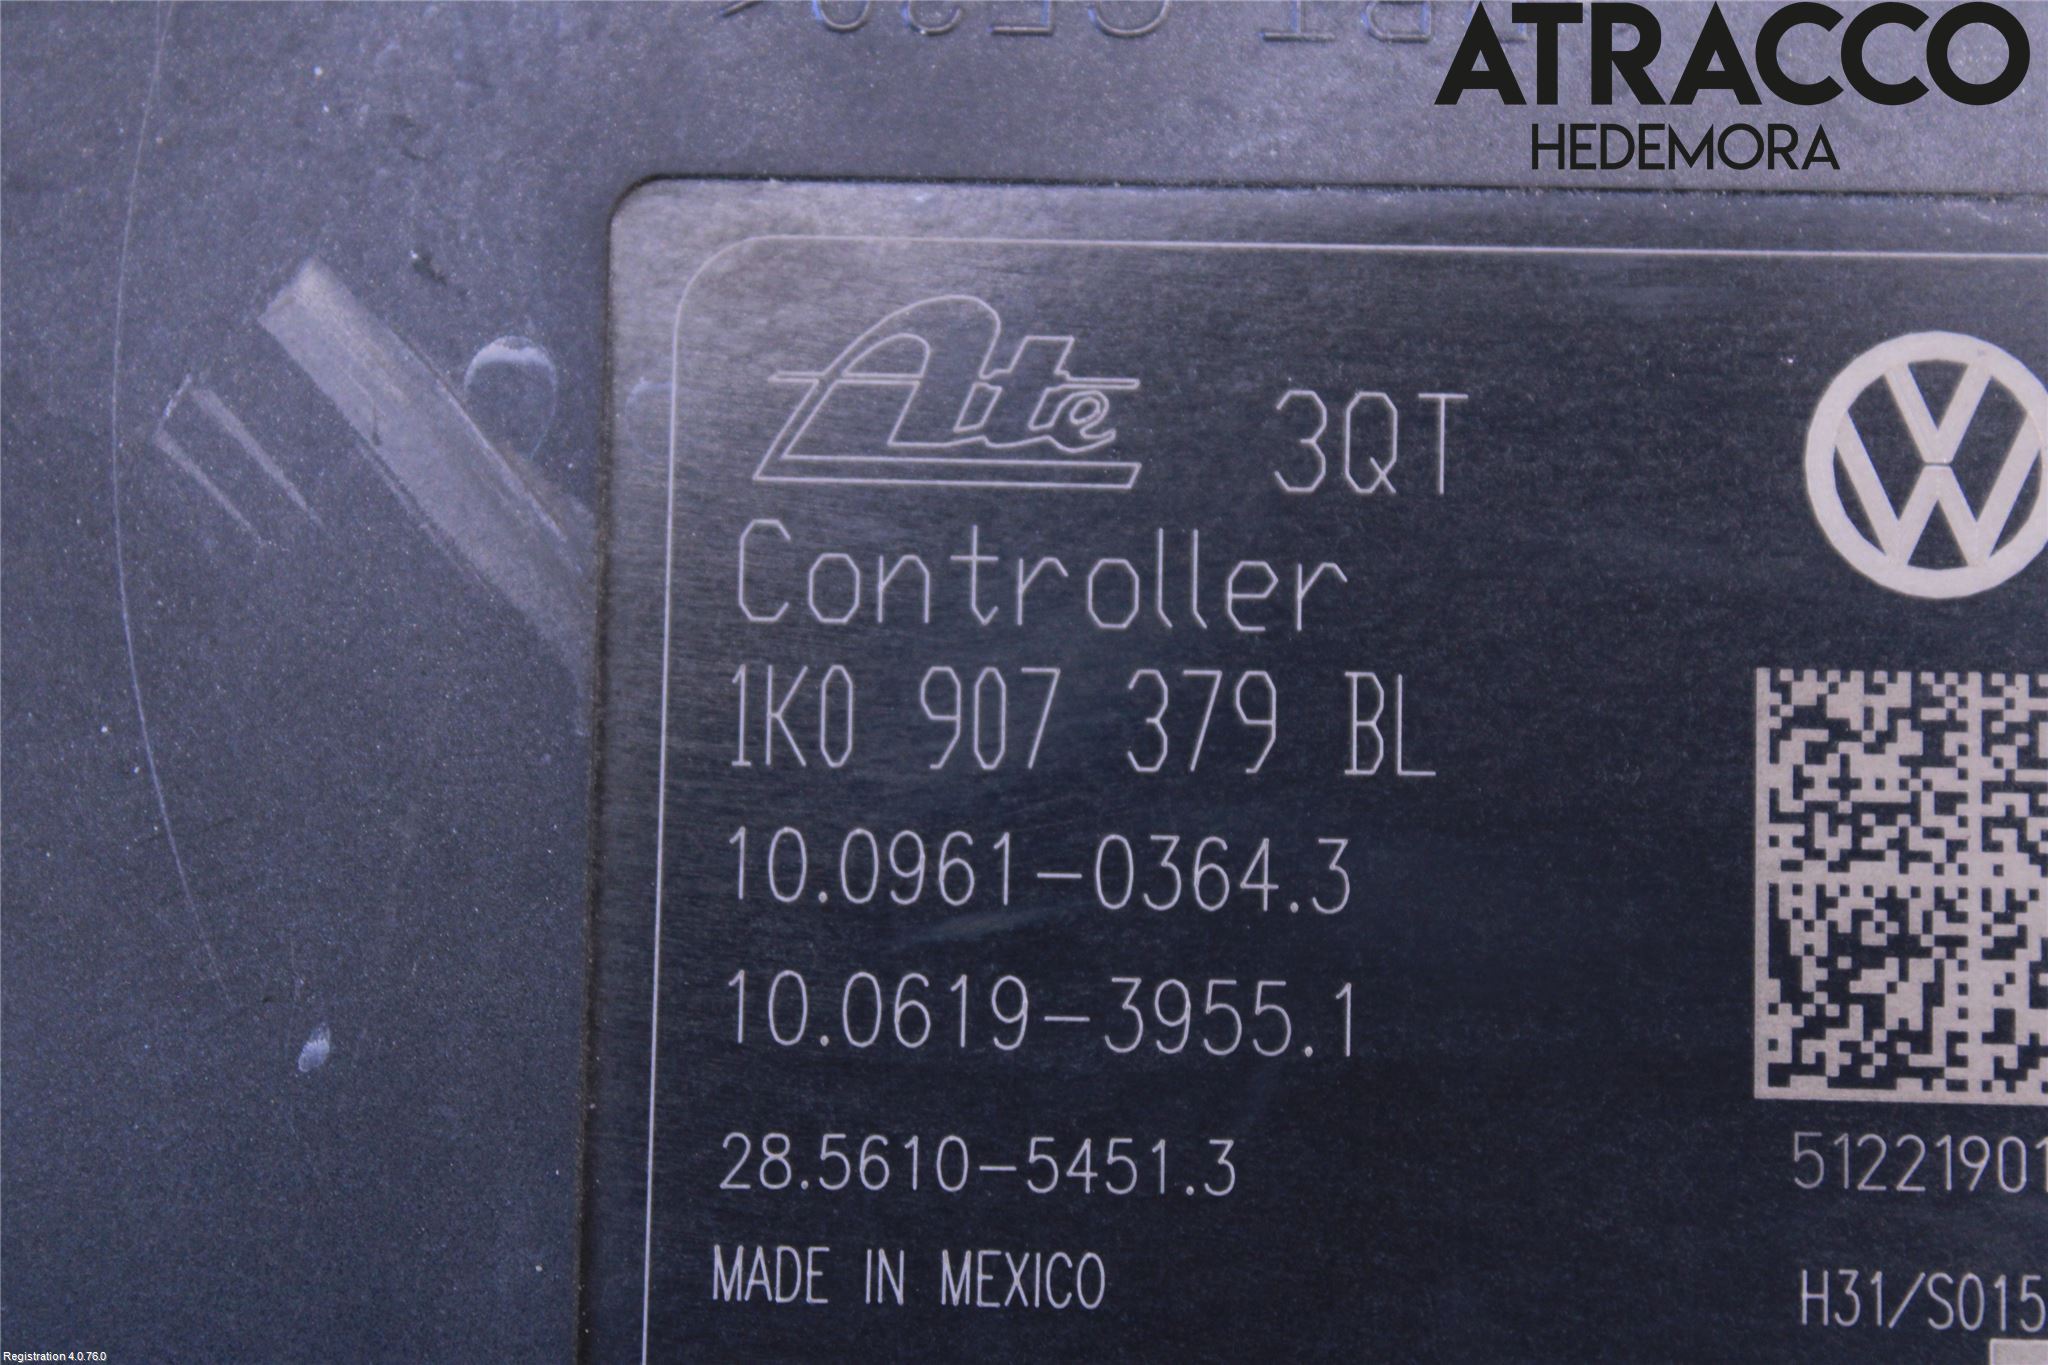 ATRACCO
HEDEMORA
Ate 3QT
Controller
1K0 907 379 BL
10.0961-0364.3
10.0619-3955.1
28.5610-5451.3
51221901
MADE IN MEXICO
H31/S015
Registration 4.0.76.0